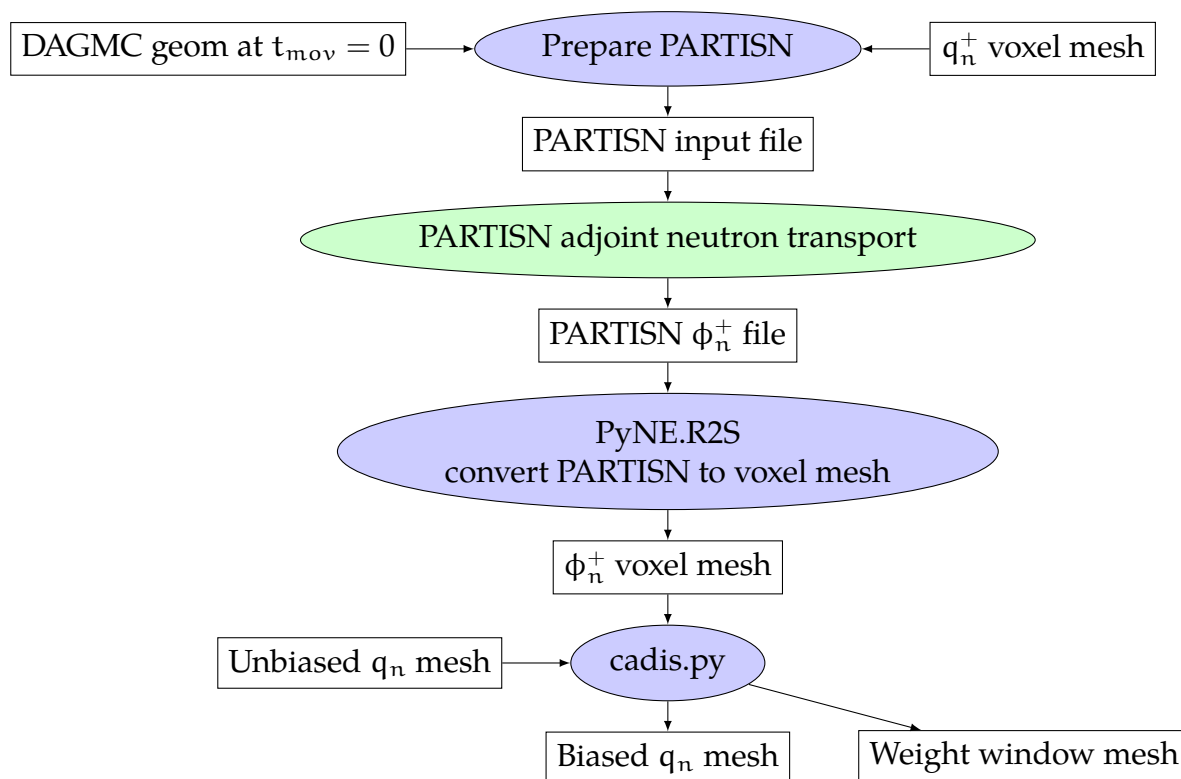 DAGMC geom at t_mov = 0
Prepare PARTISN
q_n^+ voxel mesh
PARTISN input file
PARTISN adjoint neutron transport
PARTISN ϕ_n^+ file
PyNE.R2S
convert PARTISN to voxel mesh
ϕ_n^+ voxel mesh
Unbiased q_n mesh
cadis.py
Biased q_n mesh
Weight window mesh